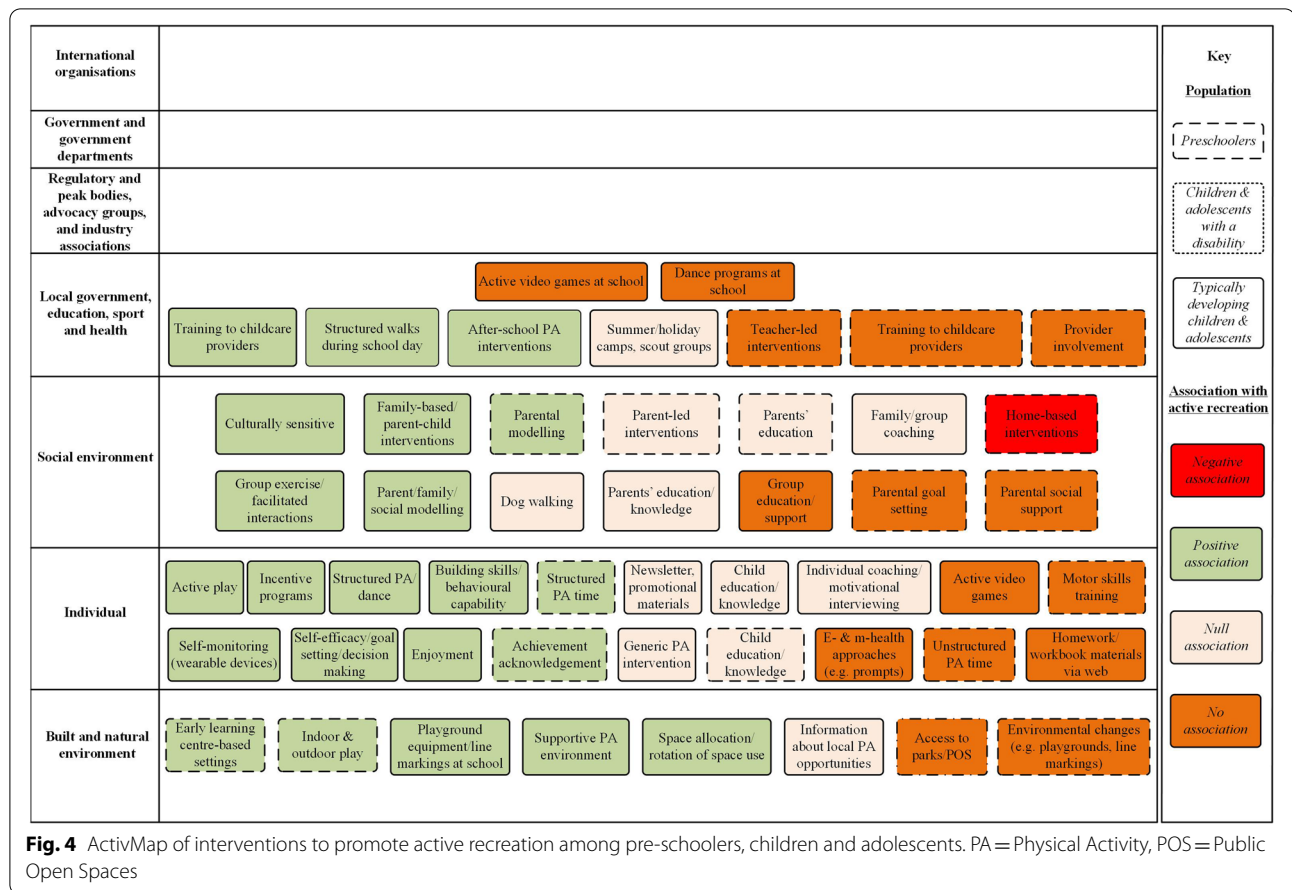 International
organisations
Government and
government
departments
Regulatory and
peak bodies,
advocacy groups,
and industry
associations
Local government,
education, sport
and health
Active video games at school
Dance programs at
school
Training to childcare
providers
Structured walks
during school day
After-school PA
interventions
Summer/holiday
camps, scout groups
Teacher-led
interventions
Training to childcare
providers
Provider
involvement
Social environment
Culturally sensitive
Family-based/
parent-child
interventions
Parental
modelling
Parent-led
interventions
Parents'
education
Family/group
coaching
Home-based
interventions
Group exercise/
facilitated
interactions
Parent/family/
social modelling
Dog walking
Parents' education/
knowledge
Group
education/
support
Parental goal
setting
Parental social
support
Individual
Active play
Incentive
programs
Structured PA/
dance
Building skills/
behavioural
capability
Structured
PA time
Newsletter,
promotional
materials
Child
education/
knowledge
Individual coaching/
motivational
interviewing
Active video
games
Motor skills
training
Self-monitoring
(wearable devices)
Self-efficacy/goal
setting/decision
making
Enjoyment
Achievement
acknowledgement
Generic PA
intervention
Child
education/
knowledge
E- & m-health
approaches
(e.g. prompts)
Unstructured
PA time
Homework/
workbook materials
via web
Built and natural
environment
Early learning
centre-based
settings
Indoor &
outdoor play
Playground
equipment/line
markings at school
Supportive PA
environment
Space allocation/
rotation of space use
Information
about local PA
opportunities
Access to
parks/POS
Environmental changes
(e.g. playgrounds, line
markings)
Key
Population
Preschoolers
Children &
adolescents
with a
disability
Typically
developing
children &
adolescents
Association with
active recreation
Negative
association
Positive
association
Null
association
No
association
Fig. 4 ActivMap of interventions to promote active recreation among pre-schoolers, children and adolescents. PA = Physical Activity, POS = Public
Open Spaces